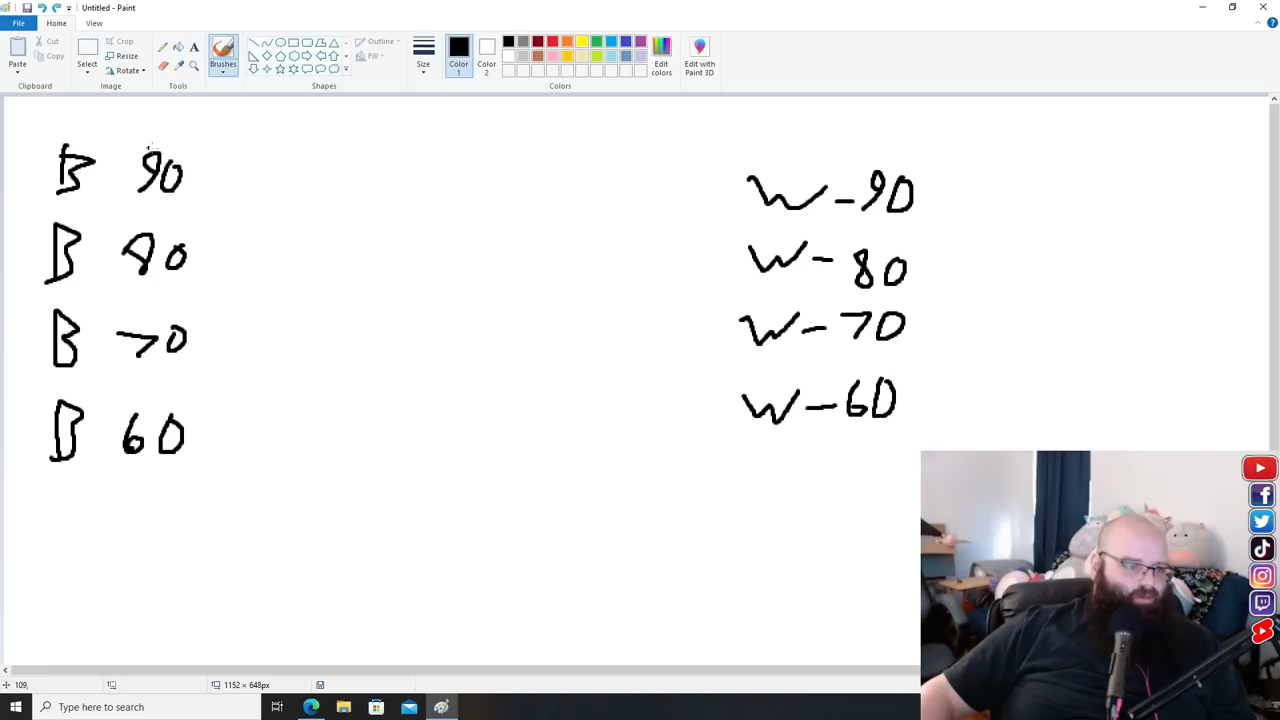 Untitled - Paint
File Home View
Paste Cut Copy Clipboard
Select Crop Resize Rotate Image
Tools
Brushes
Shapes Outline Fill
Size
Color 1 Color 2
Edit colors
Edit with Paint 3D
Colors
B 90
B 80
B 70
B 60
W - 90
W - 80
W - 70
W - 60
109,
1152 × 648px
Type here to search